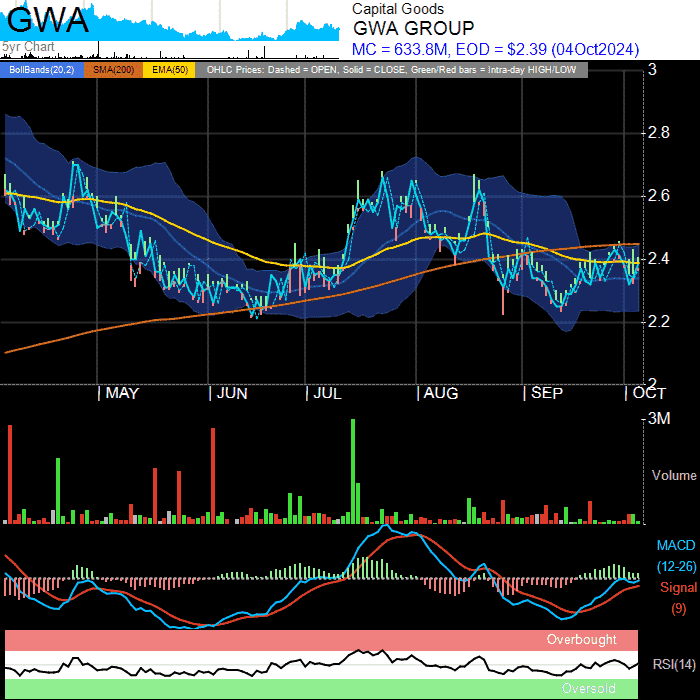 GWA
5yr Chart
Capital Goods
GWA GROUP
MC = 633.8M, EOD = $2.39 (04Oct2024)
BollBands(20,2) SMA(200) EMA(50) OHLC Prices: Dashed = OPEN, Solid = CLOSE, Green/Red bars = Intra-day HIGH/LOW
3
2.8
2.6
2.4
2.2
2
MAY JUN JUL AUG SEP OCT
3M
Volume
MACD
(12-26)
Signal
(9)
Overbought
RSI(14)
Oversold